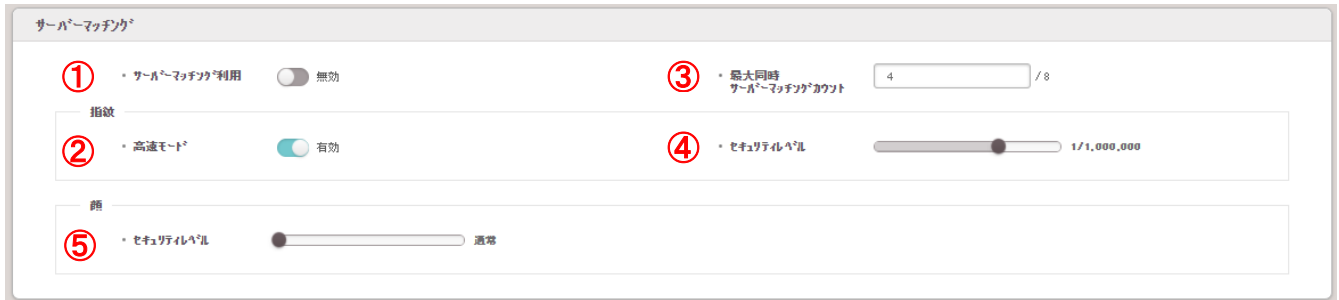 サーバーマッチング
① ・ サーバーマッチング利用 無効
③ ・ 最大同時
サーバーマッチングカウント 4 / 8
指紋
② ・ 高速モード 有効
④ ・ セキュリティレベル 1/1,000,000
顔
⑤ ・ セキュリティレベル 通常